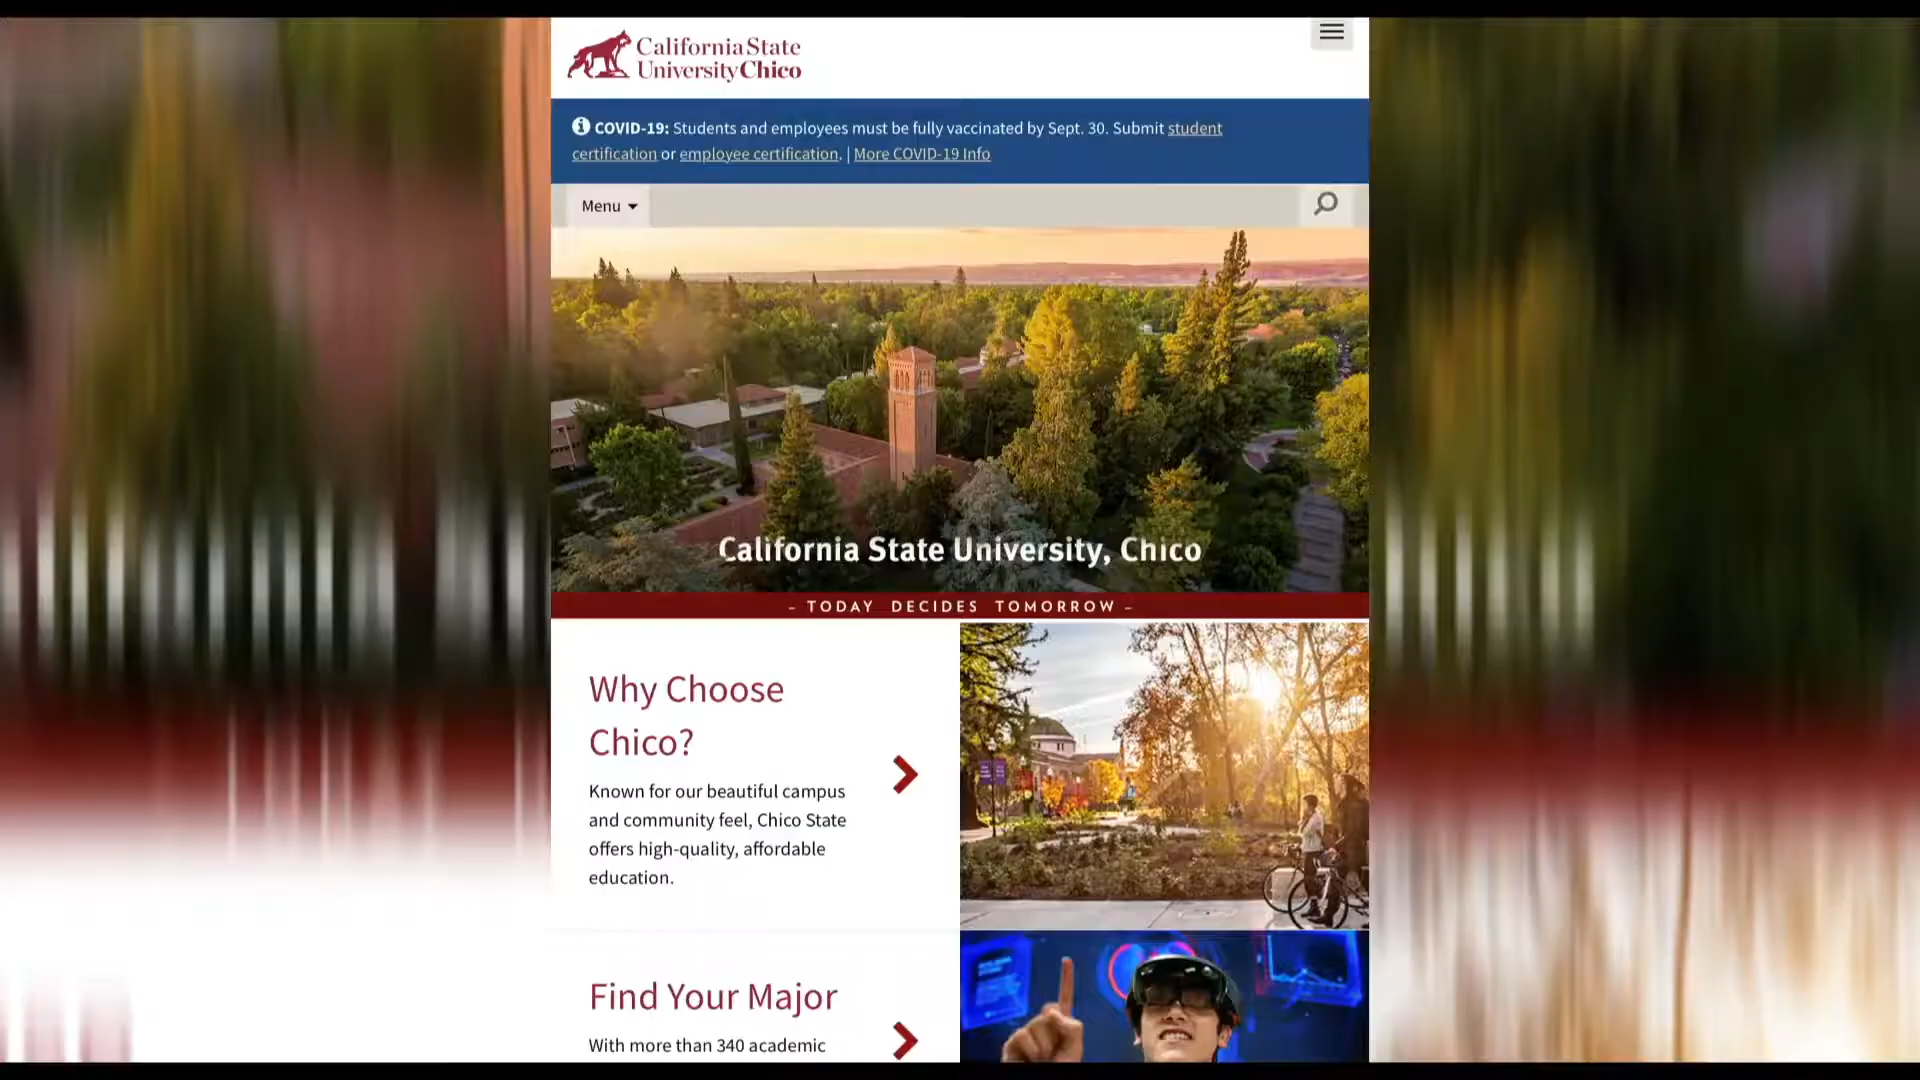 California State
University Chico
COVID-19: Students and employees must be fully vaccinated by Sept. 30. Submit student
certification or employee certification. | More COVID-19 Info
Menu
California State University, Chico
- TODAY DECIDES TOMORROW -
Why Choose
Chico?
Known for our beautiful campus
and community feel, Chico State
offers high-quality, affordable
education.
Find Your Major
With more than 340 academic